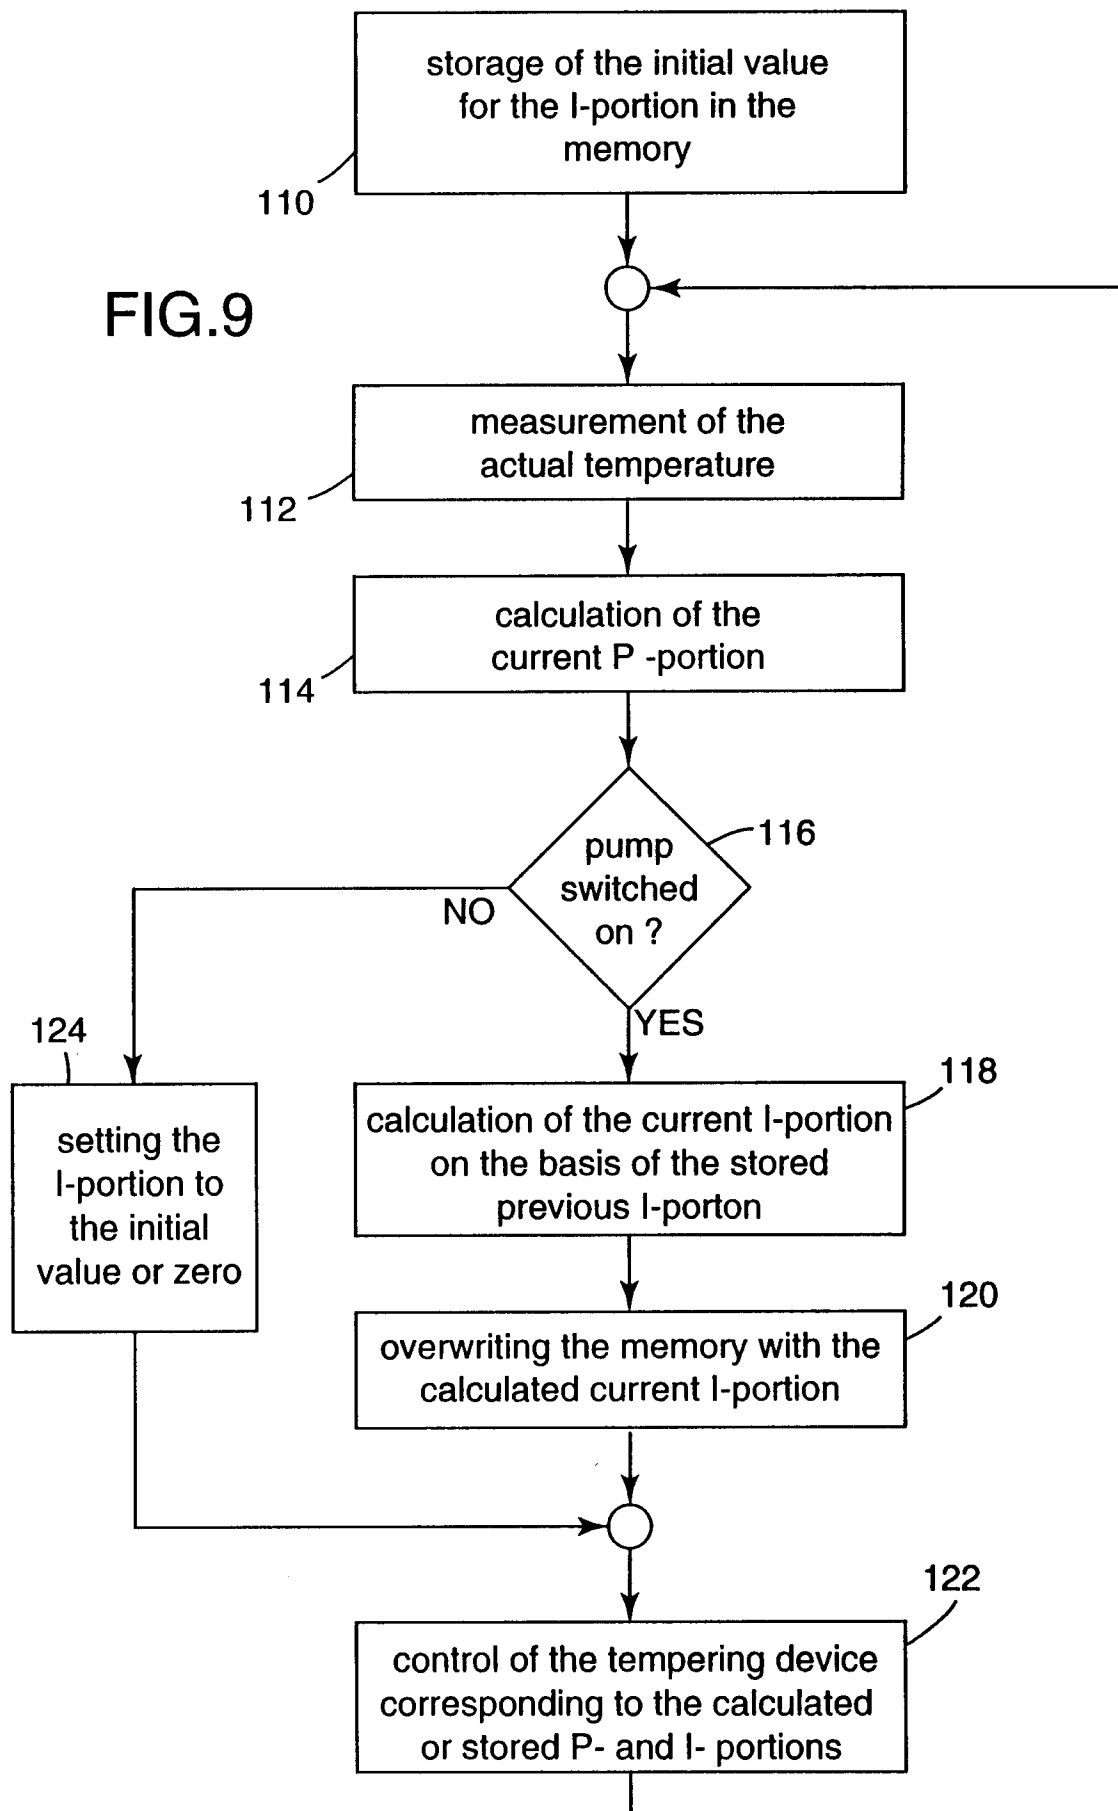 storage of the initial value
for the I-portion in the
memory
110
FIG.9
measurement of the
actual temperature
112
calculation of the
current P -portion
114
pump
switched
on ?
116
NO
YES
124
setting the
I-portion to
the initial
value or zero
118
calculation of the current I-portion
on the basis of the stored
previous I-porton
120
overwriting the memory with the
calculated current I-portion
122
control of the tempering device
corresponding to the calculated
or stored P- and I- portions